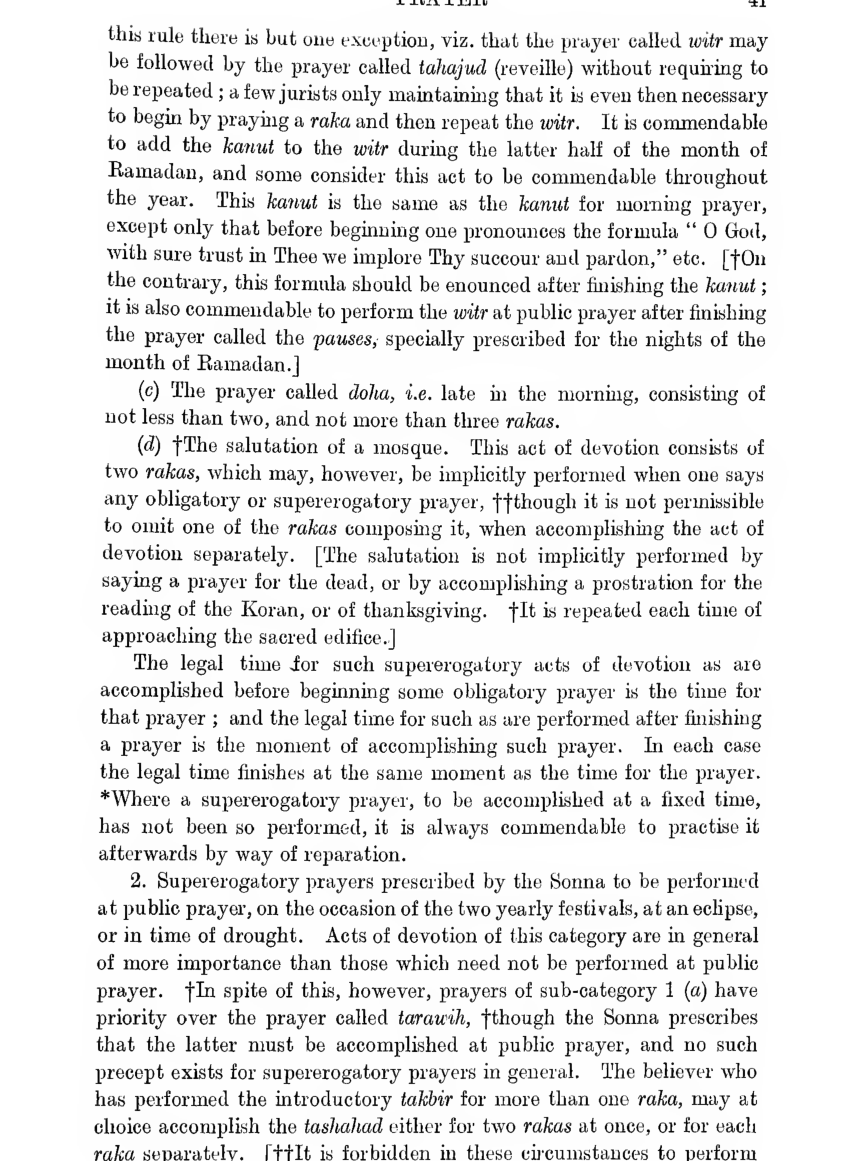 PRAYER 41
this rule there is but one exception, viz. that the prayer called witr may
be followed by the prayer called tahajud (reveille) without requiring to
be repeated ; a few jurists only maintaining that it is even then necessary
to begin by praying a raka and then repeat the witr. It is commendable
to add the kanut to the witr during the latter half of the month of
Ramadan, and some consider this act to be commendable throughout
the year. This kanut is the same as the kanut for morning prayer,
except only that before beginning one pronounces the formula “ O God,
with sure trust in Thee we implore Thy succour and pardon,” etc. [†On
the contrary, this formula should be enounced after finishing the kanut ;
it is also commendable to perform the witr at public prayer after finishing
the prayer called the pauses, specially prescribed for the nights of the
month of Ramadan.]
(c) The prayer called doha, i.e. late in the morning, consisting of
not less than two, and not more than three rakas.
(d) †The salutation of a mosque. This act of devotion consists of
two rakas, which may, however, be implicitly performed when one says
any obligatory or supererogatory prayer, ††though it is not permissible
to omit one of the rakas composing it, when accomplishing the act of
devotion separately. [The salutation is not implicitly performed by
saying a prayer for the dead, or by accomplishing a prostration for the
reading of the Koran, or of thanksgiving. †It is repeated each time of
approaching the sacred edifice.]
The legal time for such supererogatory acts of devotion as are
accomplished before beginning some obligatory prayer is the time for
that prayer ; and the legal time for such as are performed after finishing
a prayer is the moment of accomplishing such prayer. In each case
the legal time finishes at the same moment as the time for the prayer.
*Where a supererogatory prayer, to be accomplished at a fixed time,
has not been so performed, it is always commendable to practise it
afterwards by way of reparation.
2. Supererogatory prayers prescribed by the Sonna to be performed
at public prayer, on the occasion of the two yearly festivals, at an eclipse,
or in time of drought. Acts of devotion of this category are in general
of more importance than those which need not be performed at public
prayer. †In spite of this, however, prayers of sub-category 1 (a) have
priority over the prayer called tarawih, †though the Sonna prescribes
that the latter must be accomplished at public prayer, and no such
precept exists for supererogatory prayers in general. The believer who
has performed the introductory takbir for more than one raka, may at
choice accomplish the tashahad either for two rakas at once, or for each
raka separately. [††It is forbidden in these circumstances to perform